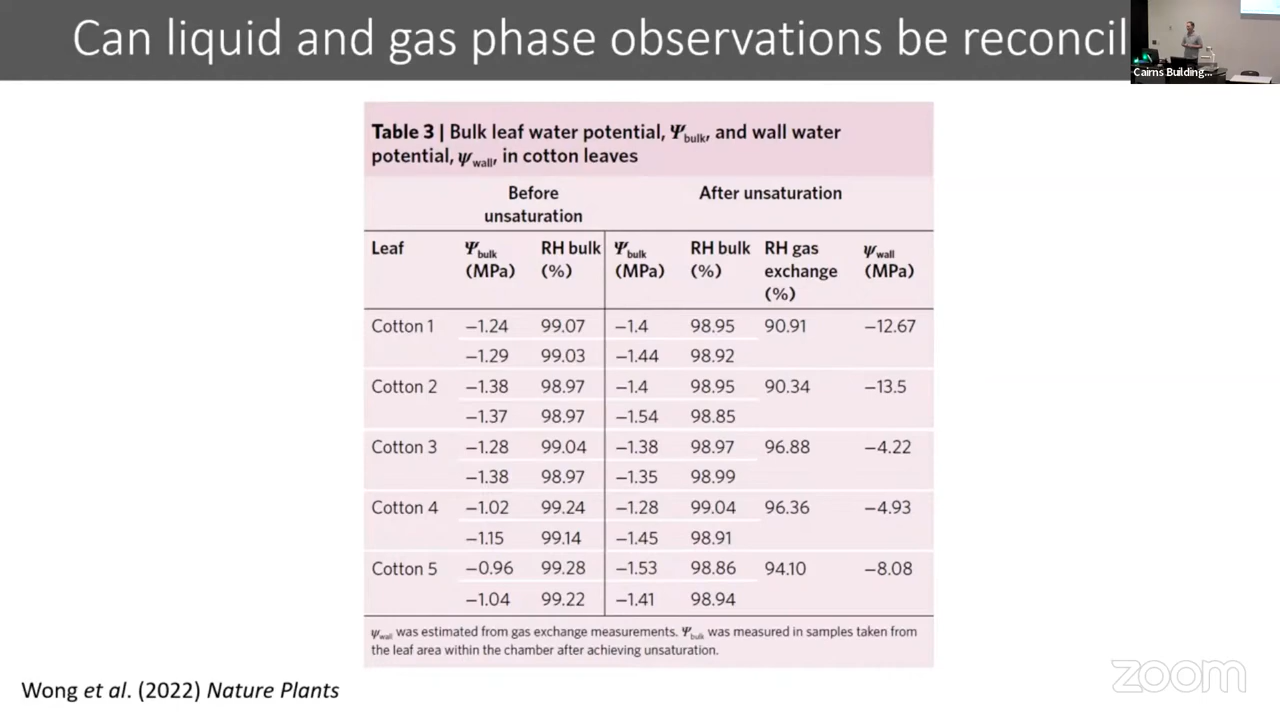 Can liquid and gas phase observations be reconcil
Cairns Building...
Table 3 | Bulk leaf water potential, Ψbulk, and wall water
potential, ψwall, in cotton leaves
Before
unsaturation
After unsaturation
Leaf Ψbulk (MPa) RH bulk (%) Ψbulk (MPa) RH bulk (%) RH gas exchange (%) ψwall (MPa)
Cotton 1 −1.24 99.07 −1.4 98.95 90.91 −12.67
−1.29 99.03 −1.44 98.92
Cotton 2 −1.38 98.97 −1.4 98.95 90.34 −13.5
−1.37 98.97 −1.54 98.85
Cotton 3 −1.28 99.04 −1.38 98.97 96.88 −4.22
−1.38 98.97 −1.35 98.99
Cotton 4 −1.02 99.24 −1.28 99.04 96.36 −4.93
−1.15 99.14 −1.45 98.91
Cotton 5 −0.96 99.28 −1.53 98.86 94.10 −8.08
−1.04 99.22 −1.41 98.94
ψwall was estimated from gas exchange measurements. Ψbulk was measured in samples taken from
the leaf area within the chamber after achieving unsaturation.
Wong et al. (2022) Nature Plants
zoom